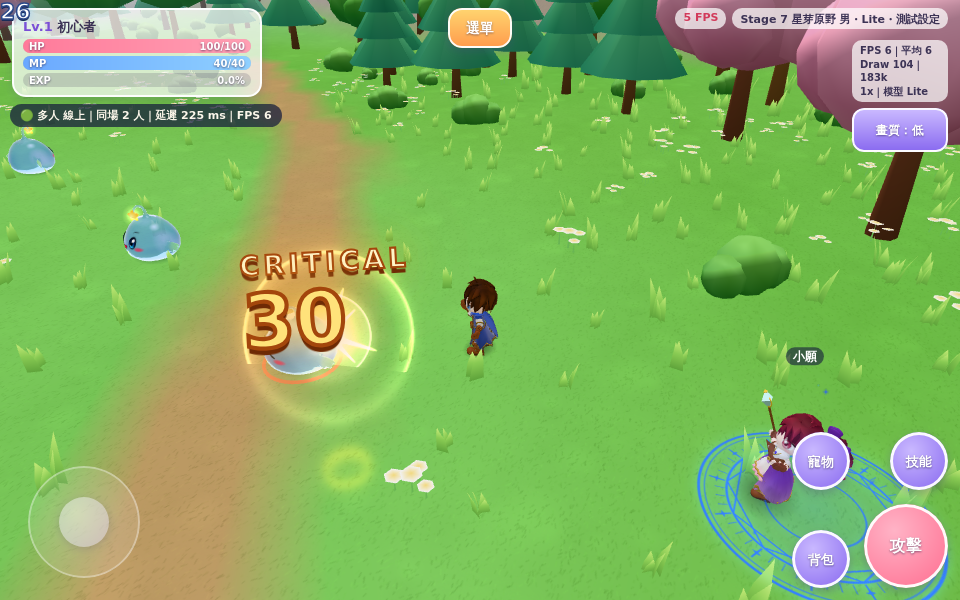 26
Lv.1 初心者
HP 100/100
MP 40/40
EXP 0.0%
多人 線上｜同場 2 人｜延遲 225 ms｜FPS 6
選單
5 FPS
Stage 7 星芽原野 男・Lite・測試設定
FPS 6｜平均 6
Draw 104｜
183k
1x｜模型 Lite
畫質：低
CRITICAL
30
小願
寵物
技能
背包
攻擊